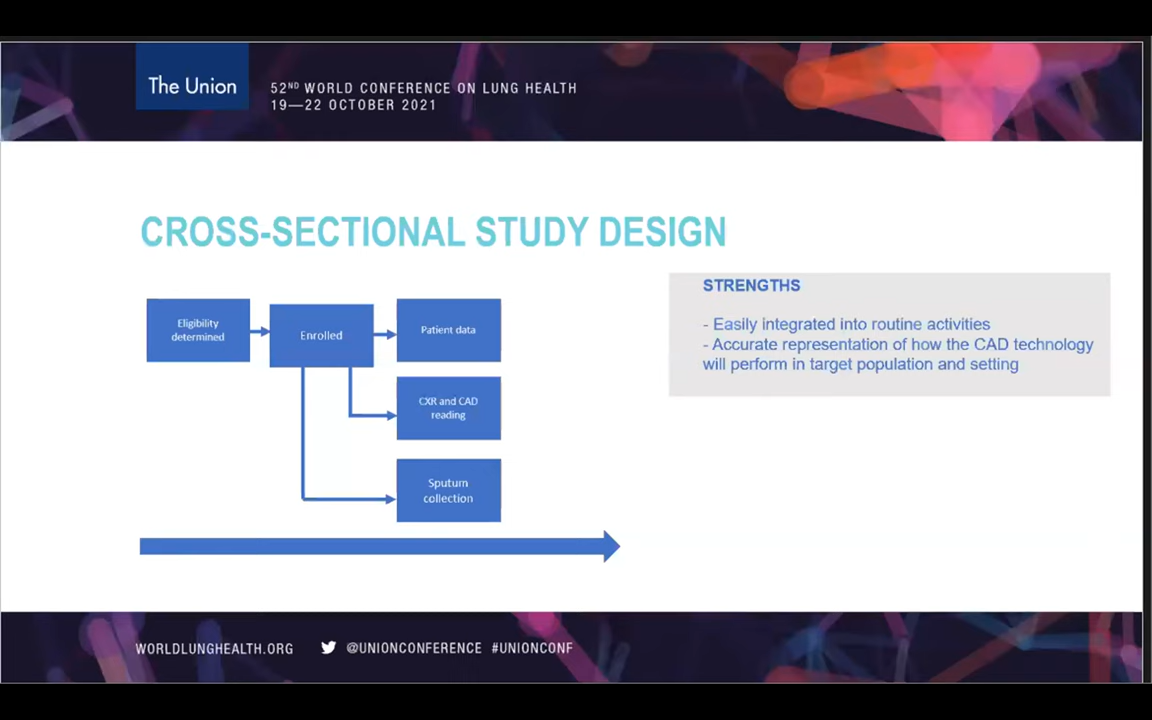 The Union
52ND WORLD CONFERENCE ON LUNG HEALTH
19—22 OCTOBER 2021
CROSS-SECTIONAL STUDY DESIGN
Eligibility
determined
Enrolled
Patient data
CXR and CAD
reading
Sputum
collection
STRENGTHS
- Easily integrated into routine activities
- Accurate representation of how the CAD technology
will perform in target population and setting
WORLDLUNGHEALTH.ORG
@UNIONCONFERENCE #UNIONCONF